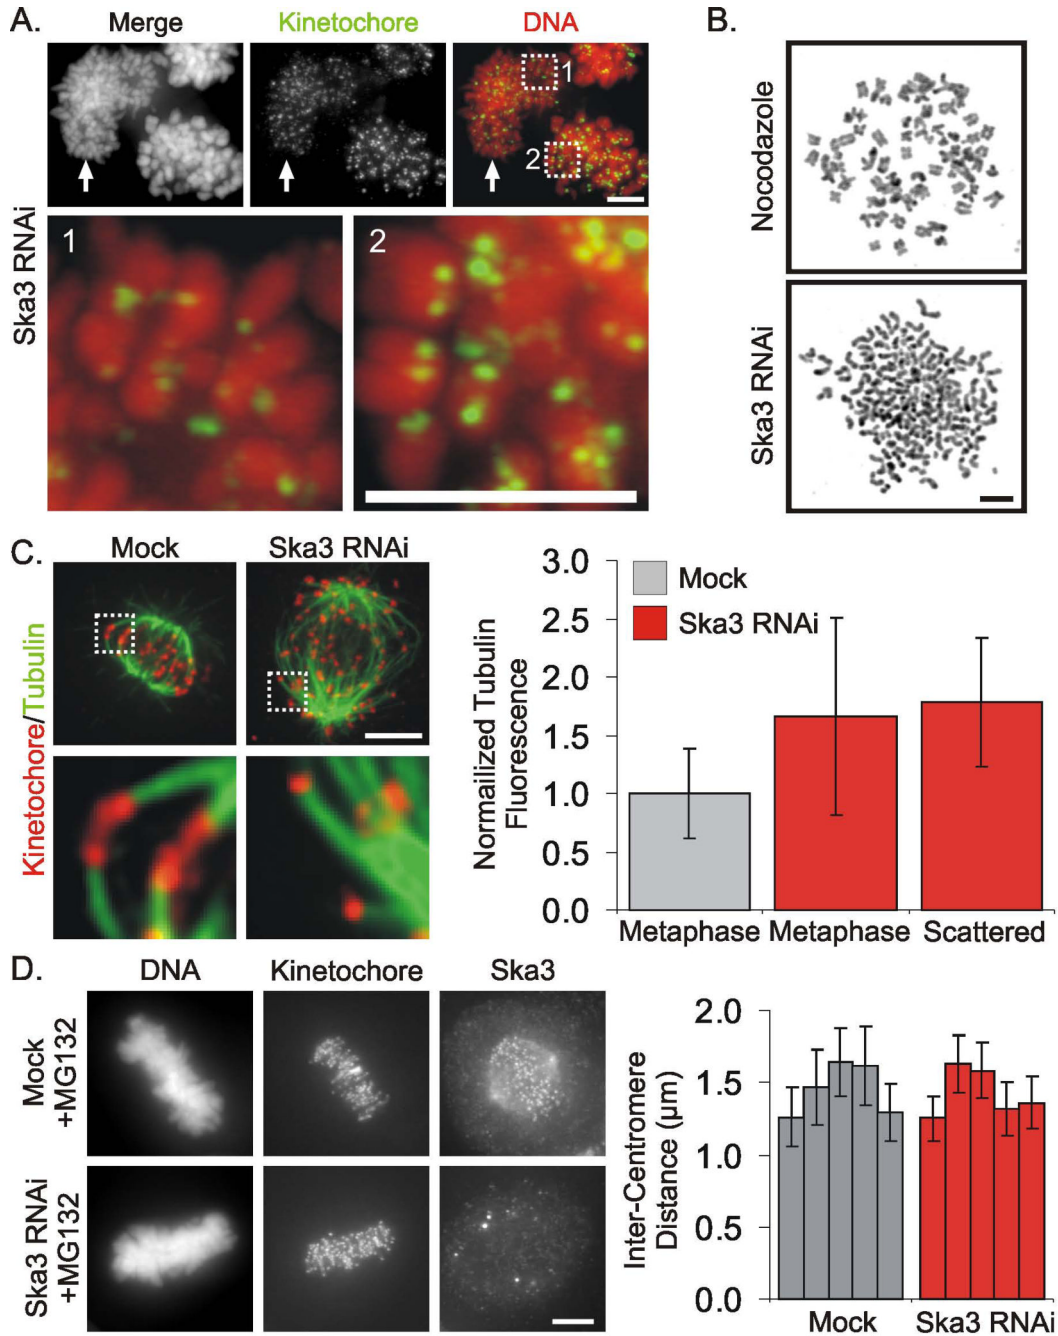 A.
Merge
Kinetochore
DNA
Ska3 RNAi
1
2
1
2
B.
Nocodazole
Ska3 RNAi
C.
Mock
Ska3 RNAi
Kinetochore/Tubulin
Normailized Tubulin
Fluorescence
3.0
2.5
2.0
1.5
1.0
0.5
0.0
Mock
Ska3 RNAi
Metaphase
Metaphase
Scattered
D.
DNA
Kinetochore
Ska3
Mock
+MG132
Ska3 RNAi
+MG132
Inter-Centromere
Distance (µm)
2.0
1.5
1.0
0.5
0.0
Mock
Ska3 RNAi